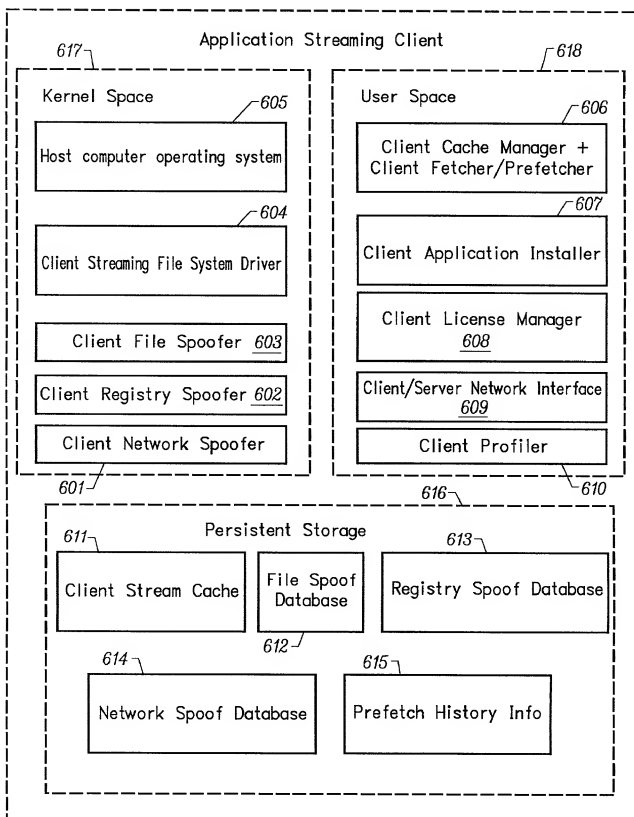 Application Streaming Client
617
618
Kernel Space
605
Host computer operating system
604
Client Streaming File System Driver
Client File Spoofer 603
Client Registry Spoofer 602
Client Network Spoofer
601
User Space
606
Client Cache Manager +
Client Fetcher/Prefetcher
607
Client Application Installer
Client License Manager
608
Client/Server Network Interface
609
Client Profiler
610
616
Persistent Storage
611
Client Stream Cache
File Spoof
Database
612
613
Registry Spoof Database
614
Network Spoof Database
615
Prefetch History Info